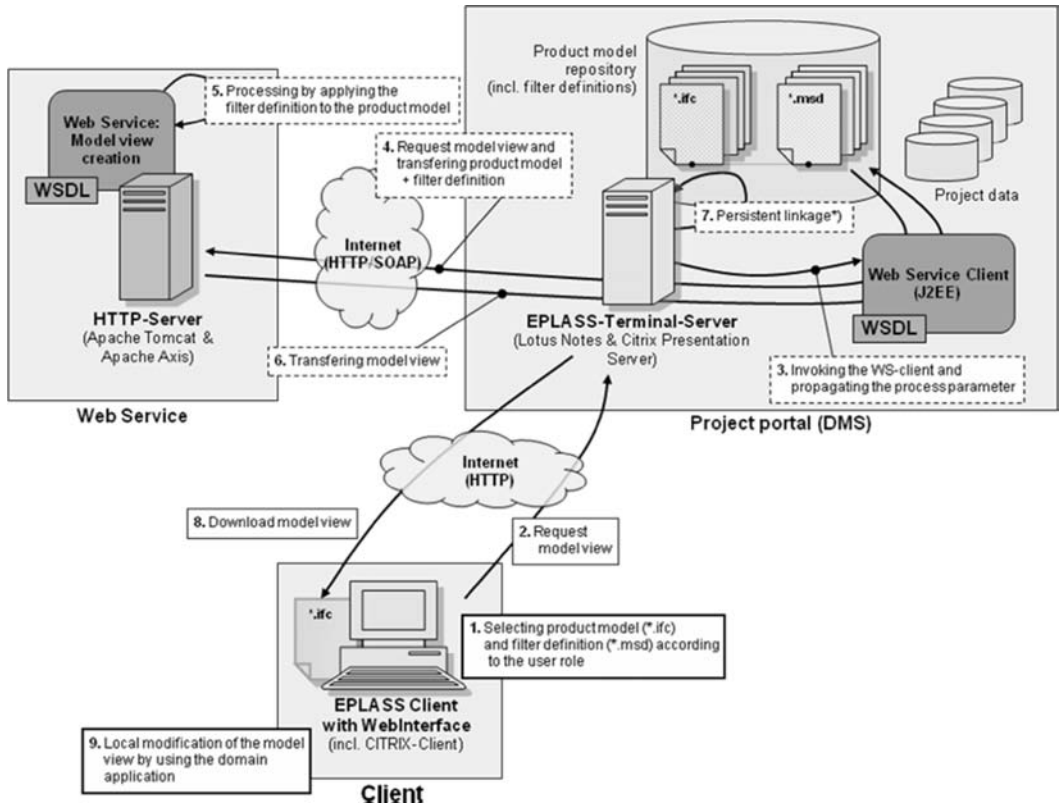 Product model
repository
(incl. filter definitions)
*.ifc
*.msd
Project data
5. Processing by applying the
filter definition to the product model
Web Service:
Model view
creation
WSDL
4. Request model view and
transfering product model
+ filter definition
7. Persistent linkage*)
Internet
(HTTP/SOAP)
Web Service Client
(J2EE)
WSDL
HTTP-Server
(Apache Tomcat &
Apache Axis)
EPLASS-Terminal-Server
(Lotus Notes & Citrix Presentation
Server)
6. Transfering model view
3. Invoking the WS-client and
propagating the process parameter
Web Service
Project portal (DMS)
Internet
(HTTP)
8. Download model view
2. Request
model view
*.ifc
1. Selecting product model (*.ifc)
and filter definition (*.msd) according
to the user role
EPLASS Client
with WebInterface
(incl. CITRIX-Client)
9. Local modification of the model
view by using the domain
application
Client